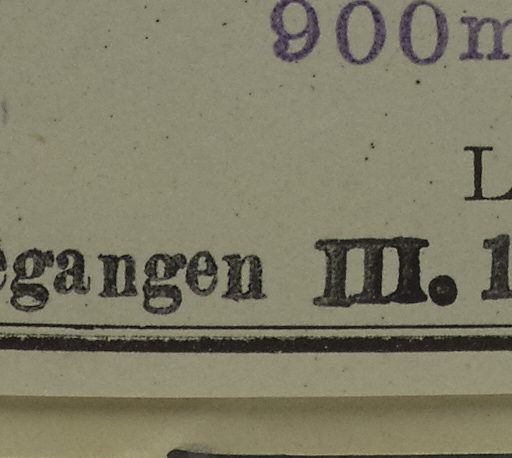 900m
L
egangen III. 1